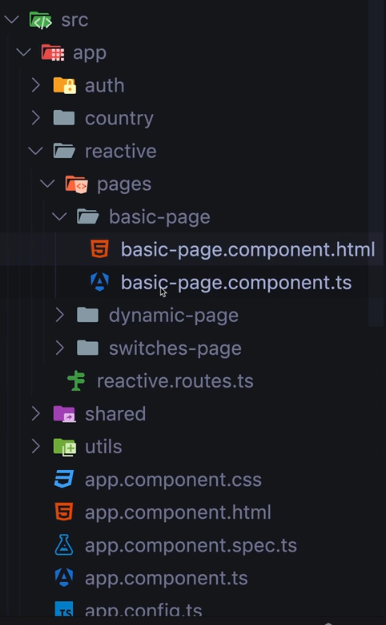 src
app
auth
country
reactive
pages
basic-page
basic-page.component.html
basic-page.component.ts
dynamic-page
switches-page
reactive.routes.ts
shared
utils
app.component.css
app.component.html
app.component.spec.ts
app.component.ts
TS app.config.ts